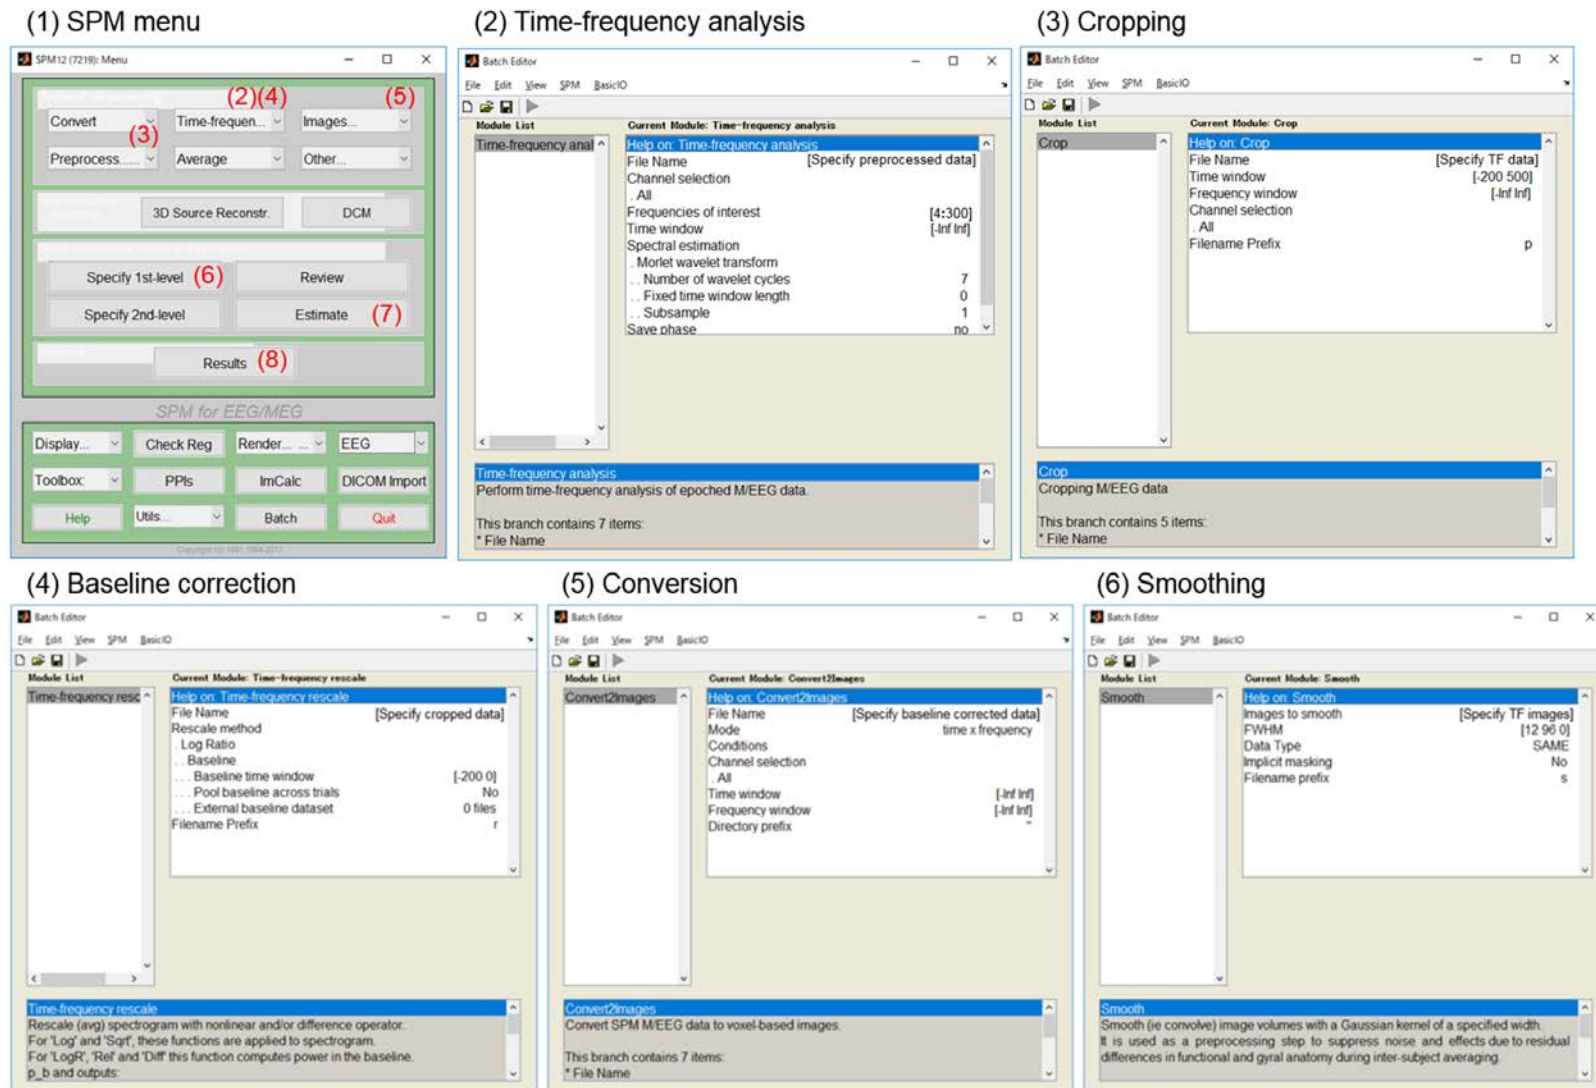 (1) SPM menu
SPM12 (7219): Menu
(2)(4) (5)
Convert Time-frequen... Images...
(3)
Preprocess...... Average Other...
3D Source Reconstr. DCM
Specify 1st-level (6) Review
Specify 2nd-level Estimate (7)
Results (8)
SPM for EEG/MEG
Display... Check Reg Render... ... EEG
Toolbox: PPIs ImCalc DICOM Import
Help Utils... Batch Quit
(2) Time-frequency analysis
Batch Editor
File Edit View SPM BasicIO
Module List Current Module: Time-frequency analysis
Time-frequency anal Help on: Time-frequency analysis
File Name [Specify preprocessed data]
Channel selection
. All
Frequencies of interest [4:300]
Time window [-Inf Inf]
Spectral estimation
. Morlet wavelet transform
. . Number of wavelet cycles 7
. . Fixed time window length 0
. . Subsample 1
Save phase no
Time-frequency analysis
Perform time-frequency analysis of epoched M/EEG data.
This branch contains 7 items:
* File Name
(3) Cropping
Batch Editor
File Edit View SPM BasicIO
Module List Current Module: Crop
Crop Help on: Crop
File Name [Specify TF data]
Time window [-200 500]
Frequency window [-Inf Inf]
Channel selection
. All
Filename Prefix p
Crop
Cropping M/EEG data
This branch contains 5 items:
* File Name
(4) Baseline correction
Batch Editor
File Edit View SPM BasicIO
Module List Current Module: Time-frequency rescale
Time-frequency resc Help on: Time-frequency rescale
File Name [Specify cropped data]
Rescale method
. Log Ratio
. . Baseline
. . . Baseline time window [-200 0]
. . . Pool baseline across trials No
. . . External baseline dataset 0 files
Filename Prefix r
Time-frequency rescale
Rescale (avg) spectrogram with nonlinear and/or difference operator.
For 'Log' and 'Sqrt', these functions are applied to spectrogram.
For 'LogR', 'Rel' and 'Diff' this function computes power in the baseline.
p_b and outputs:
(5) Conversion
Batch Editor
File Edit View SPM BasicIO
Module List Current Module: Convert2Images
Convert2Images Help on: Convert2Images
File Name [Specify baseline corrected data]
Mode time x frequency
Conditions
Channel selection
. All
Time window [-Inf Inf]
Frequency window [-Inf Inf]
Directory prefix ''
Convert2Images
Convert SPM M/EEG data to voxel-based images.
This branch contains 7 items:
* File Name
(6) Smoothing
Batch Editor
File Edit View SPM BasicIO
Module List Current Module: Smooth
Smooth Help on: Smooth
Images to smooth [Specify TF images]
FWHM [12 96 0]
Data Type SAME
Implicit masking No
Filename prefix s
Smooth
Smooth (ie convolve) image volumes with a Gaussian kernel of a specified width.
It is used as a preprocessing step to suppress noise and effects due to residual
differences in functional and gyral anatomy during inter-subject averaging.